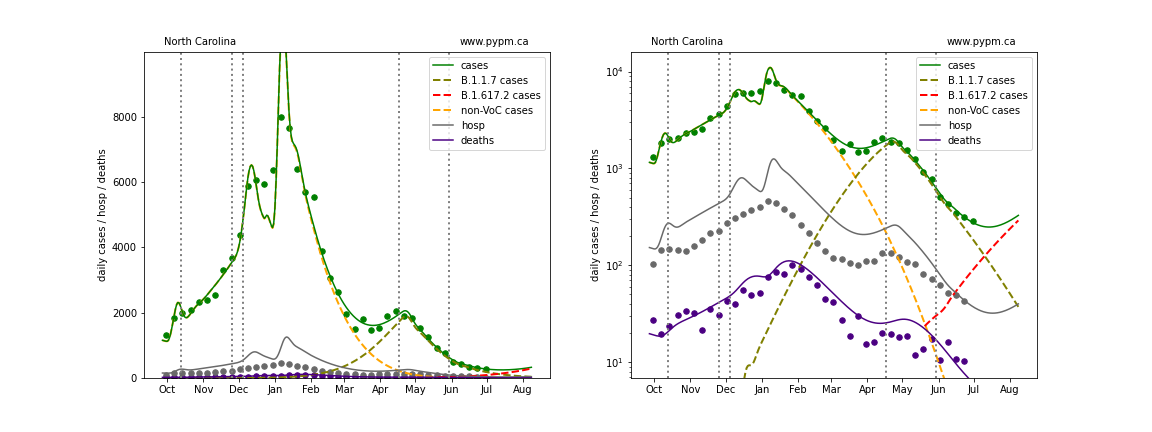 North Carolina www.pypm.ca
cases
B.1.1.7 cases
B.1.617.2 cases
non-VoC cases
hosp
deaths
daily cases / hosp / deaths
8000
6000
4000
2000
0
Oct Nov Dec Jan Feb Mar Apr May Jun Jul Aug
North Carolina www.pypm.ca
cases
B.1.1.7 cases
B.1.617.2 cases
non-VoC cases
hosp
deaths
daily cases / hosp / deaths
10⁴
10³
10²
10¹
Oct Nov Dec Jan Feb Mar Apr May Jun Jul Aug